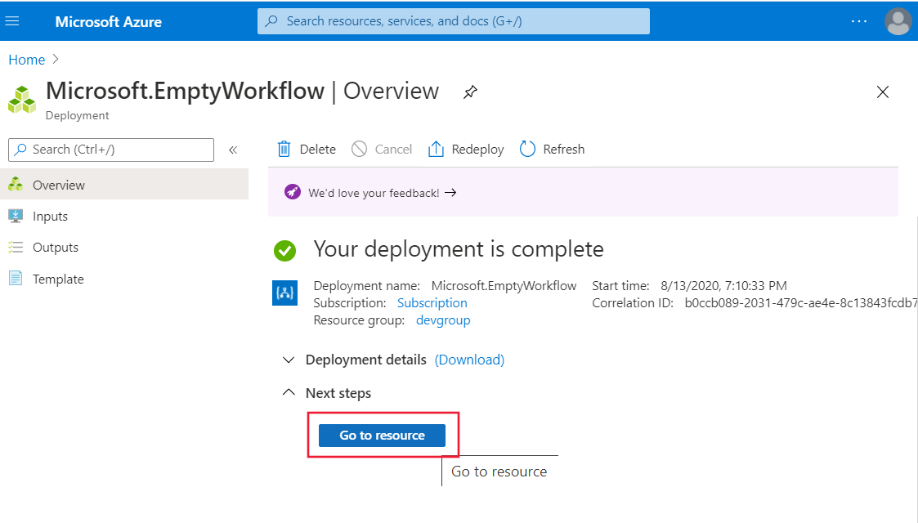 Microsoft Azure
Search resources, services, and docs (G+/)
...
Home >
Microsoft.EmptyWorkflow | Overview
Deployment
Search (Ctrl+/)
«
Delete
Cancel
Redeploy
Refresh
Overview
Inputs
Outputs
Template
We'd love your feedback! →
Your deployment is complete
Deployment name: Microsoft.EmptyWorkflow Start time: 8/13/2020, 7:10:33 PM
Subscription: Subscription Correlation ID: b0ccb089-2031-479c-ae4e-8c13843fcdb7
Resource group: devgroup
Deployment details (Download)
Next steps
Go to resource
Go to resource